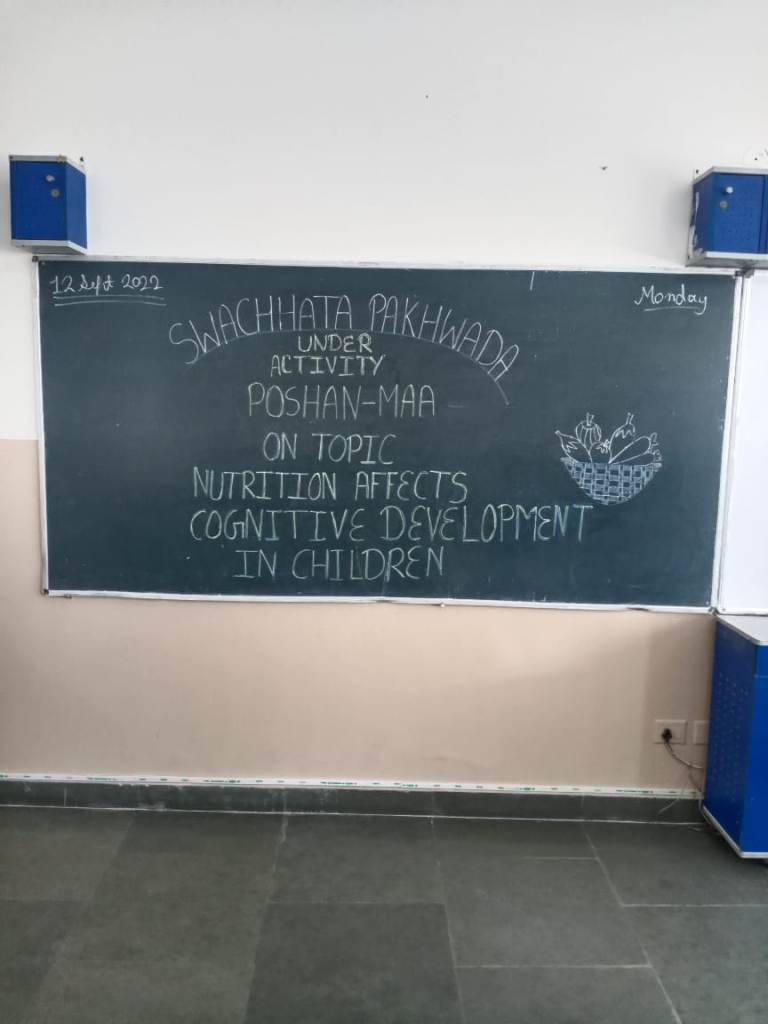 12 Sept 2022
Monday
SWACHHATA PAKHWADA
UNDER
ACTIVITY
POSHAN-MAA
ON TOPIC
NUTRITION AFFECTS
COGNITIVE DEVELOPMENT
IN CHILDREN